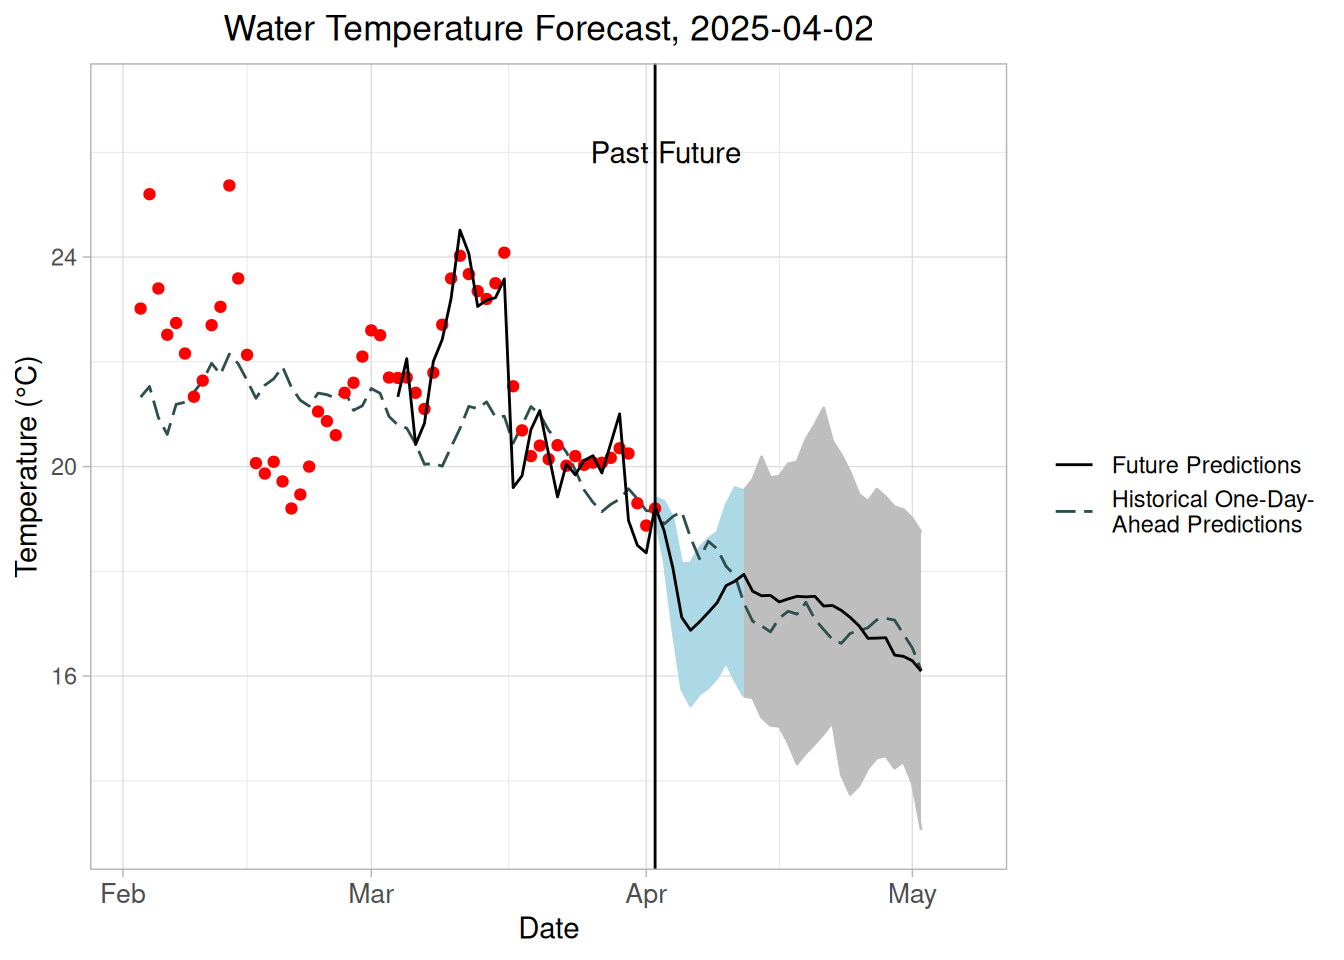 Water Temperature Forecast, 2025-04-02
Past Future
24
20
16
Temperature (°C)
Feb Mar Apr May
Date
Future Predictions
Historical One-Day-
Ahead Predictions